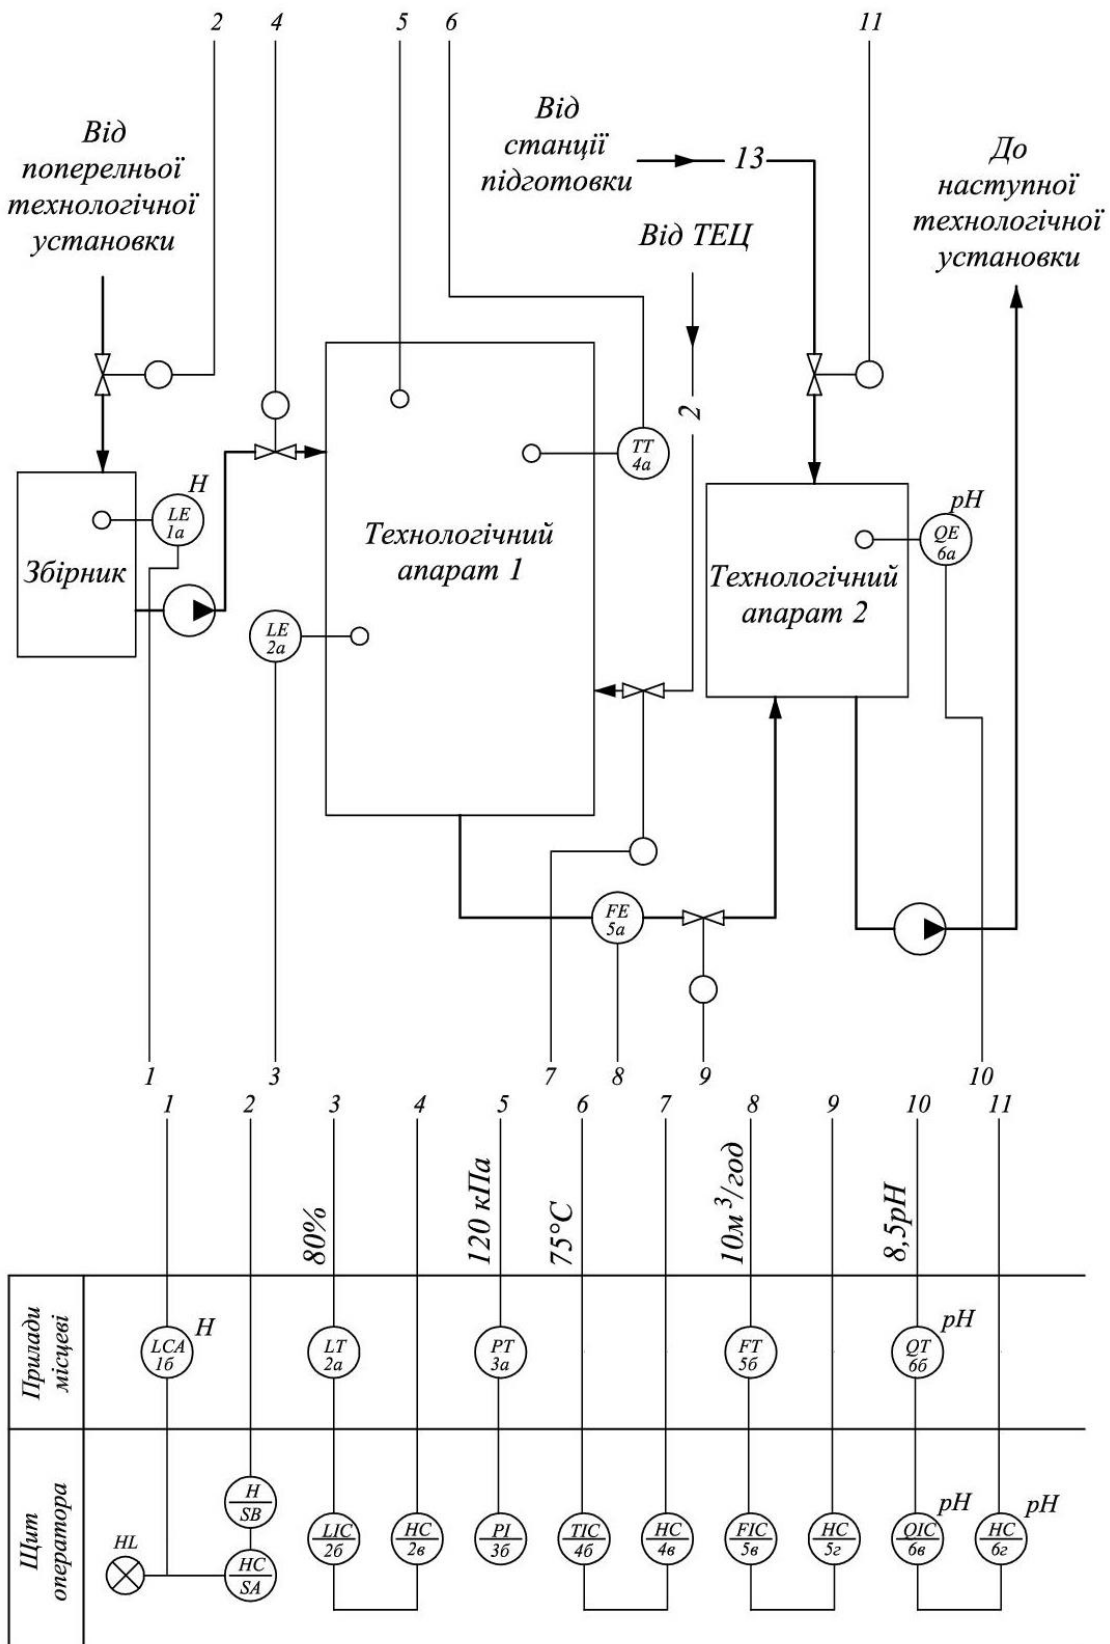 2
4
5
6
11
Від
поперелньої
технологічної
установки
Від
станції
підготовки
13
До
наступної
технологічної
установки
Від ТЕЦ
2
TT
4а
H
LE
1а
Збірник
Технологічний
апарат 1
LE
2а
pH
QE
6а
Технологічний
апарат 2
FE
5а
1
3
7
8
9
10
1
2
3
4
5
6
7
8
9
10
11
80%
120 кПа
75°C
10м³/год
8,5pH
Прилади
місцеві
LCA
1б
H
LT
2а
PT
3а
FT
5б
QT
6б
pH
Щит
оператора
HL
H
SB
HC
SA
LIC
2б
HC
2в
PI
3б
TIC
4б
HC
4в
FIC
5в
HC
5г
QIC
6в
pH
HC
6г
pH